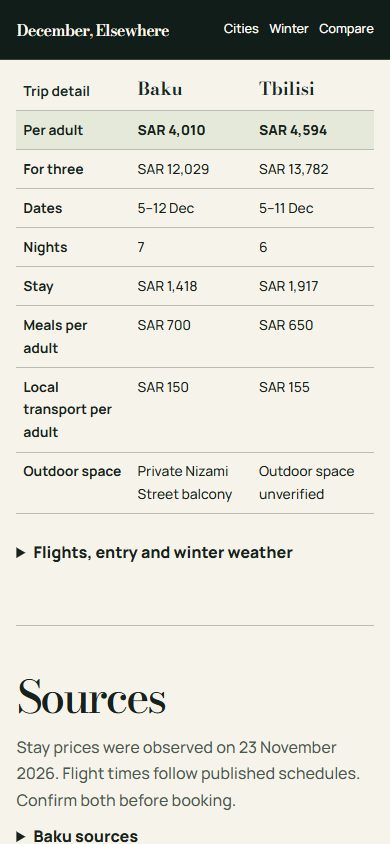 December, Elsewhere Cities Winter Compare
Trip detail Baku Tbilisi
Per adult SAR 4,010 SAR 4,594
For three SAR 12,029 SAR 13,782
Dates 5–12 Dec 5–11 Dec
Nights 7 6
Stay SAR 1,418 SAR 1,917
Meals per SAR 700 SAR 650
adult
Local SAR 150 SAR 155
transport per
adult
Outdoor space Private Nizami Outdoor space
Street balcony unverified
Flights, entry and winter weather
Sources
Stay prices were observed on 23 November
2026. Flight times follow published schedules.
Confirm both before booking.
Baku sources